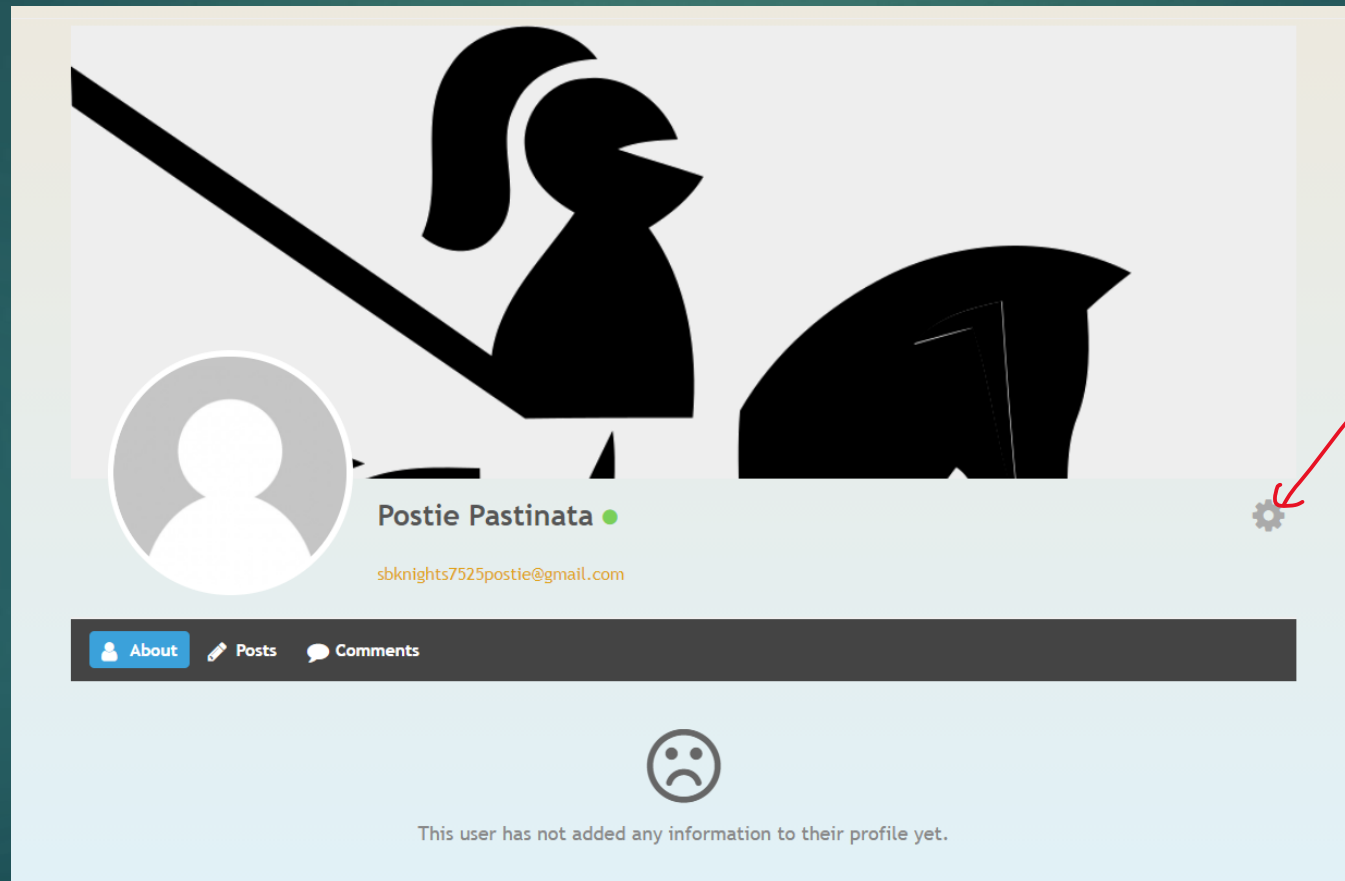 Postie Pastinata
sbknights7525postie@gmail.com
About Posts Comments
This user has not added any information to their profile yet.